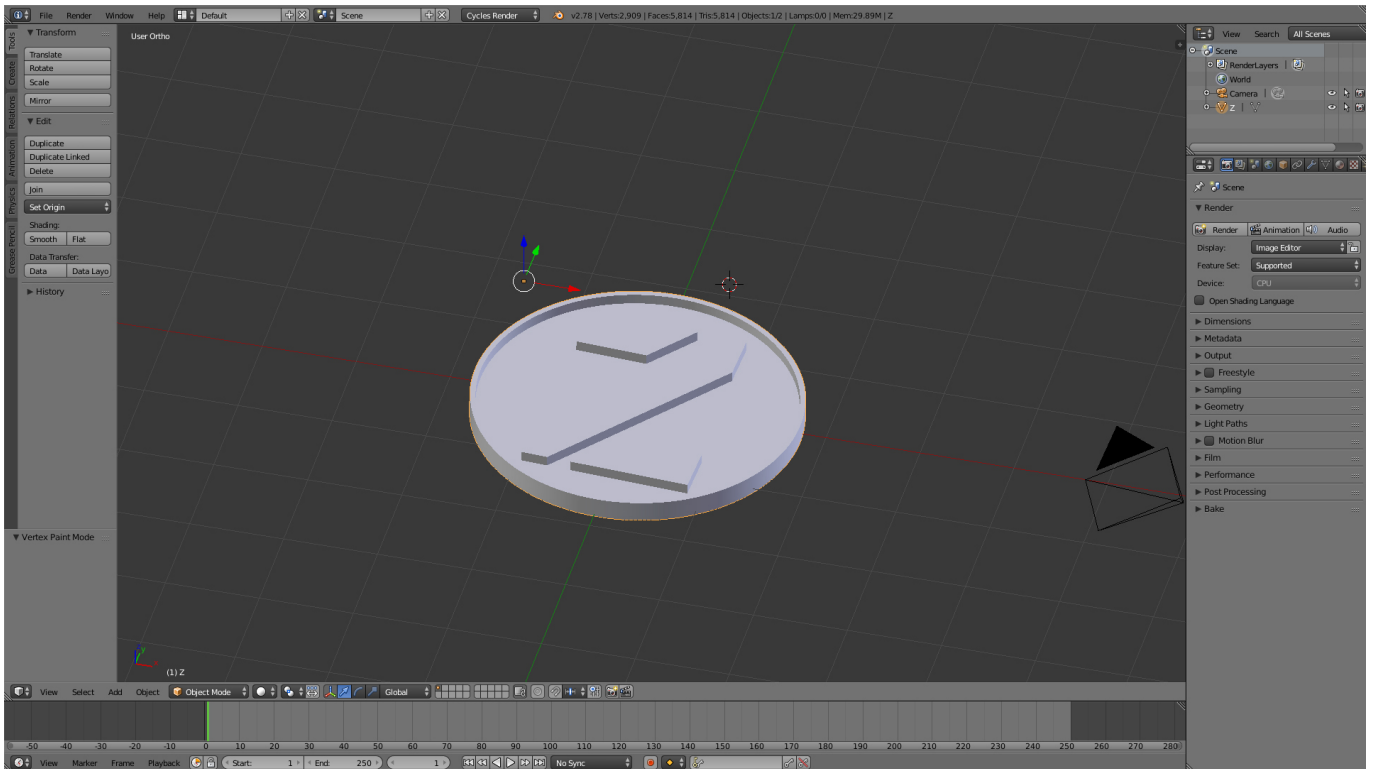 File Render Window Help Default Scene Cycles Render v2.78 | Verts:2,909 | Faces:5,814 | Tris:5,814 | Objects:1/2 | Lamps:0/0 | Mem:29.89M | Z
Tools
Create
Relations
Animation
Physics
Grease Pencil
Transform
Translate
Rotate
Scale
Mirror
Edit
Duplicate
Duplicate Linked
Delete
Join
Set Origin
Shading:
Smooth Flat
Data Transfer:
Data Data Layo
History
Vertex Paint Mode
User Ortho
(1) Z
View Search All Scenes
Scene
RenderLayers |
World
Camera |
Z |
Scene
Render
Render Animation Audio
Display: Image Editor
Feature Set: Supported
Device: CPU
Open Shading Language
Dimensions
Metadata
Output
Freestyle
Sampling
Geometry
Light Paths
Motion Blur
Film
Performance
Post Processing
Bake
View Select Add Object Object Mode Global
-50 -40 -30 -20 -10 0 10 20 30 40 50 60 70 80 90 100 110 120 130 140 150 160 170 180 190 200 210 220 230 240 250 260 270 280
View Marker Frame Playback Start: 1 End: 250 1 No Sync